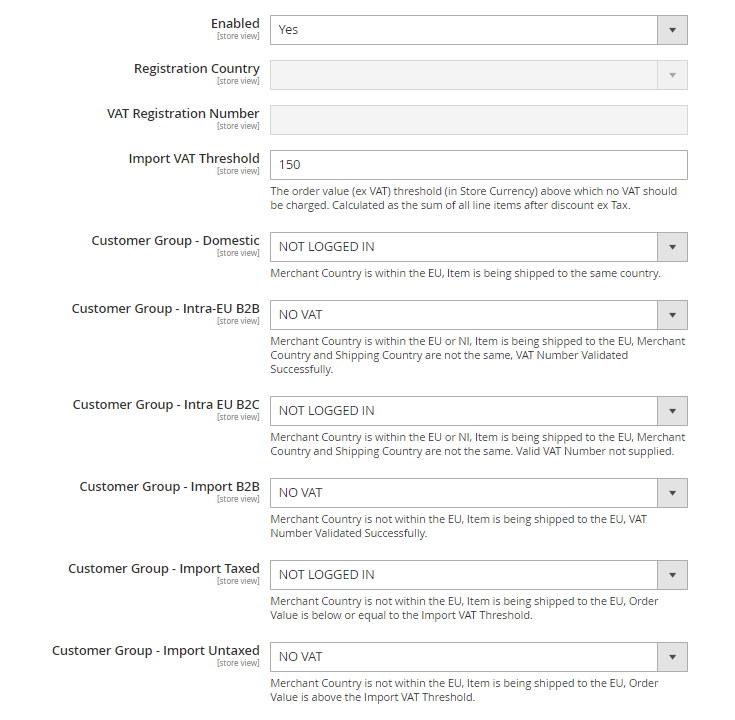 Enabled
[store view]
Yes
Registration Country
[store view]
VAT Registration Number
[store view]
Import VAT Threshold
[store view]
150
The order value (ex VAT) threshold (in Store Currency) above which no VAT should
be charged. Calculated as the sum of all line items after discount ex Tax.
Customer Group - Domestic
[store view]
NOT LOGGED IN
Merchant Country is within the EU, Item is being shipped to the same country.
Customer Group - Intra-EU B2B
[store view]
NO VAT
Merchant Country is within the EU or NI, Item is being shipped to the EU, Merchant
Country and Shipping Country are not the same, VAT Number Validated
Successfully.
Customer Group - Intra EU B2C
[store view]
NOT LOGGED IN
Merchant Country is within the EU or NI, Item is being shipped to the EU, Merchant
Country and Shipping Country are not the same. Valid VAT Number not supplied.
Customer Group - Import B2B
[store view]
NO VAT
Merchant Country is not within the EU, Item is being shipped to the EU, VAT
Number Validated Successfully.
Customer Group - Import Taxed
[store view]
NOT LOGGED IN
Merchant Country is not within the EU, Item is being shipped to the EU, Order
Value is below or equal to the Import VAT Threshold.
Customer Group - Import Untaxed
[store view]
NO VAT
Merchant Country is not within the EU, Item is being shipped to the EU, Order
Value is above the Import VAT Threshold.